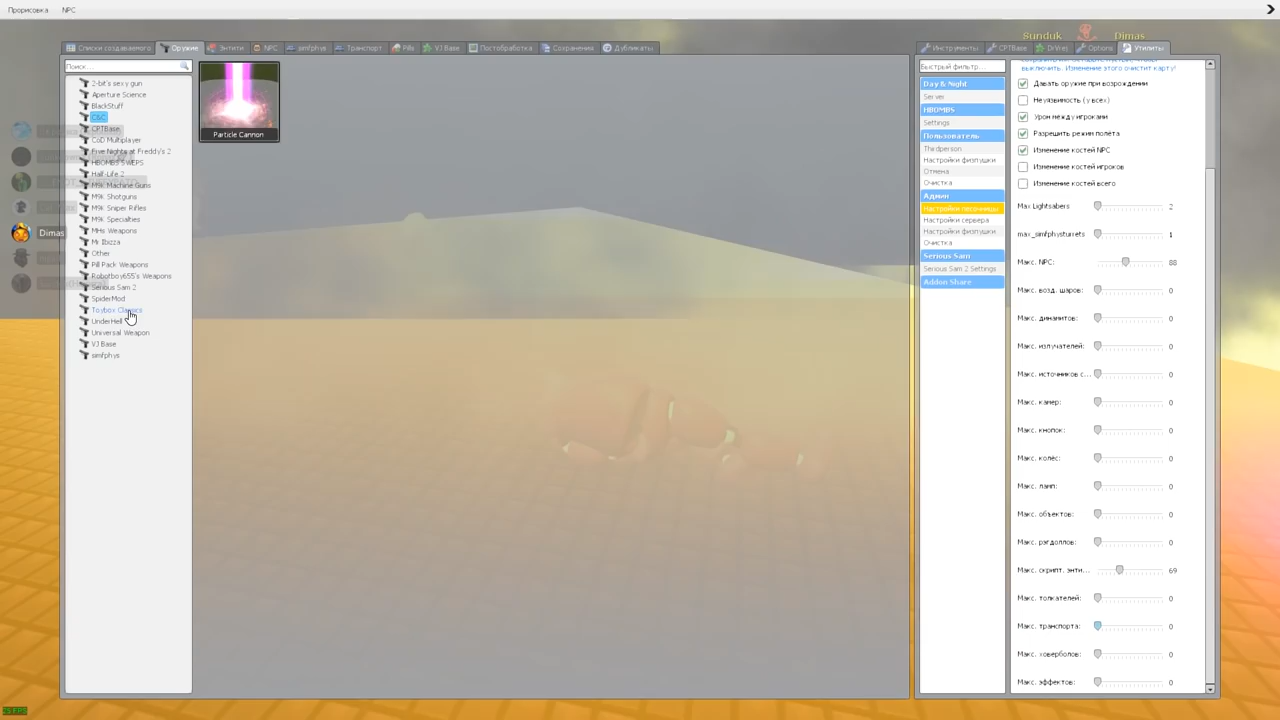 Прорисовка NPC
Sunduk Dimas
Списки создаваемого Оружие Энтити NPC simfphys Транспорт Pills VJ Base Постобработка Сохранения Дубликаты
Инструменты CPTBase DrVrej Options Утилиты
Поиск...
2-bit's sexy gun
Aperture Science
BlackStuff
C&C
CPTBase
CoD Multiplayer
Five Nights at Freddy's 2
HBOMBS SWEPS
Half-Life 2
M9k Machine Guns
M9k Shotguns
M9k Sniper Rifles
M9k Specialties
MHs Weapons
Mr Ibizza
Other
Pill Pack Weapons
Robotboy655's Weapons
Serious Sam 2
SpiderMod
Toybox Classics
UnderHell
Universal Weapon
VJ Base
simfphys
Dimas
Particle Cannon
Быстрый фильтр...
Day & Night
Server
HBOMBS
Settings
Пользователь
Thirdperson
Настройки физпушки
Отмена
Очистка
Админ
Настройки песочницы
Настройки сервера
Настройки физпушки
Очистка
Serious Sam
Serious Sam 2 Settings
Addon Share
выключить. Изменение этого очистит карту!
Давать оружие при возрождении
Неуязвимость (у всех)
Урон между игроками
Разрешить режим полёта
Изменение костей NPC
Изменение костей игроков
Изменение костей всего
Max Lightsabers 2
max_simfphysturrets 1
Макс. NPC: 88
Макс. возд. шаров: 0
Макс. динамитов: 0
Макс. излучателей: 0
Макс. источников с... 0
Макс. камер: 0
Макс. кнопок: 0
Макс. колёс: 0
Макс. ламп: 0
Макс. объектов: 0
Макс. рэгдоллов: 0
Макс. скрипт. энти... 69
Макс. толкателей: 0
Макс. транспорта: 0
Макс. ховерболов: 0
Макс. эффектов: 0